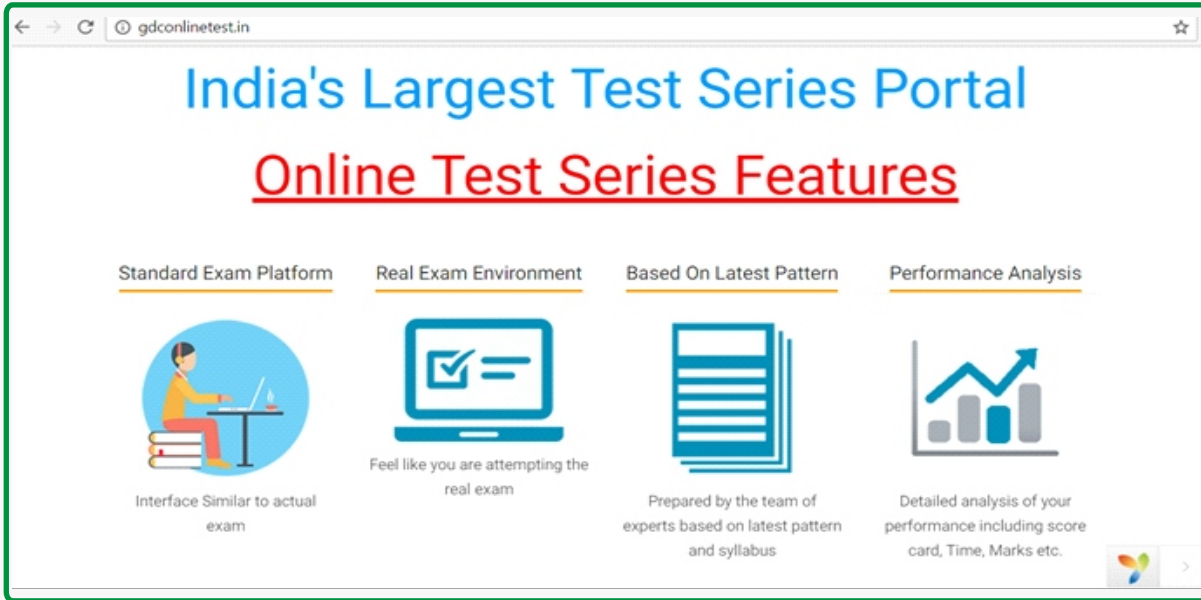 gdconlinetest.in
India's Largest Test Series Portal
Online Test Series Features
Standard Exam Platform
Interface Similar to actual
exam
Real Exam Environment
Feel like you are attempting the
real exam
Based On Latest Pattern
Prepared by the team of
experts based on latest pattern
and syllabus
Performance Analysis
Detailed analysis of your
performance including score
card, Time, Marks etc.